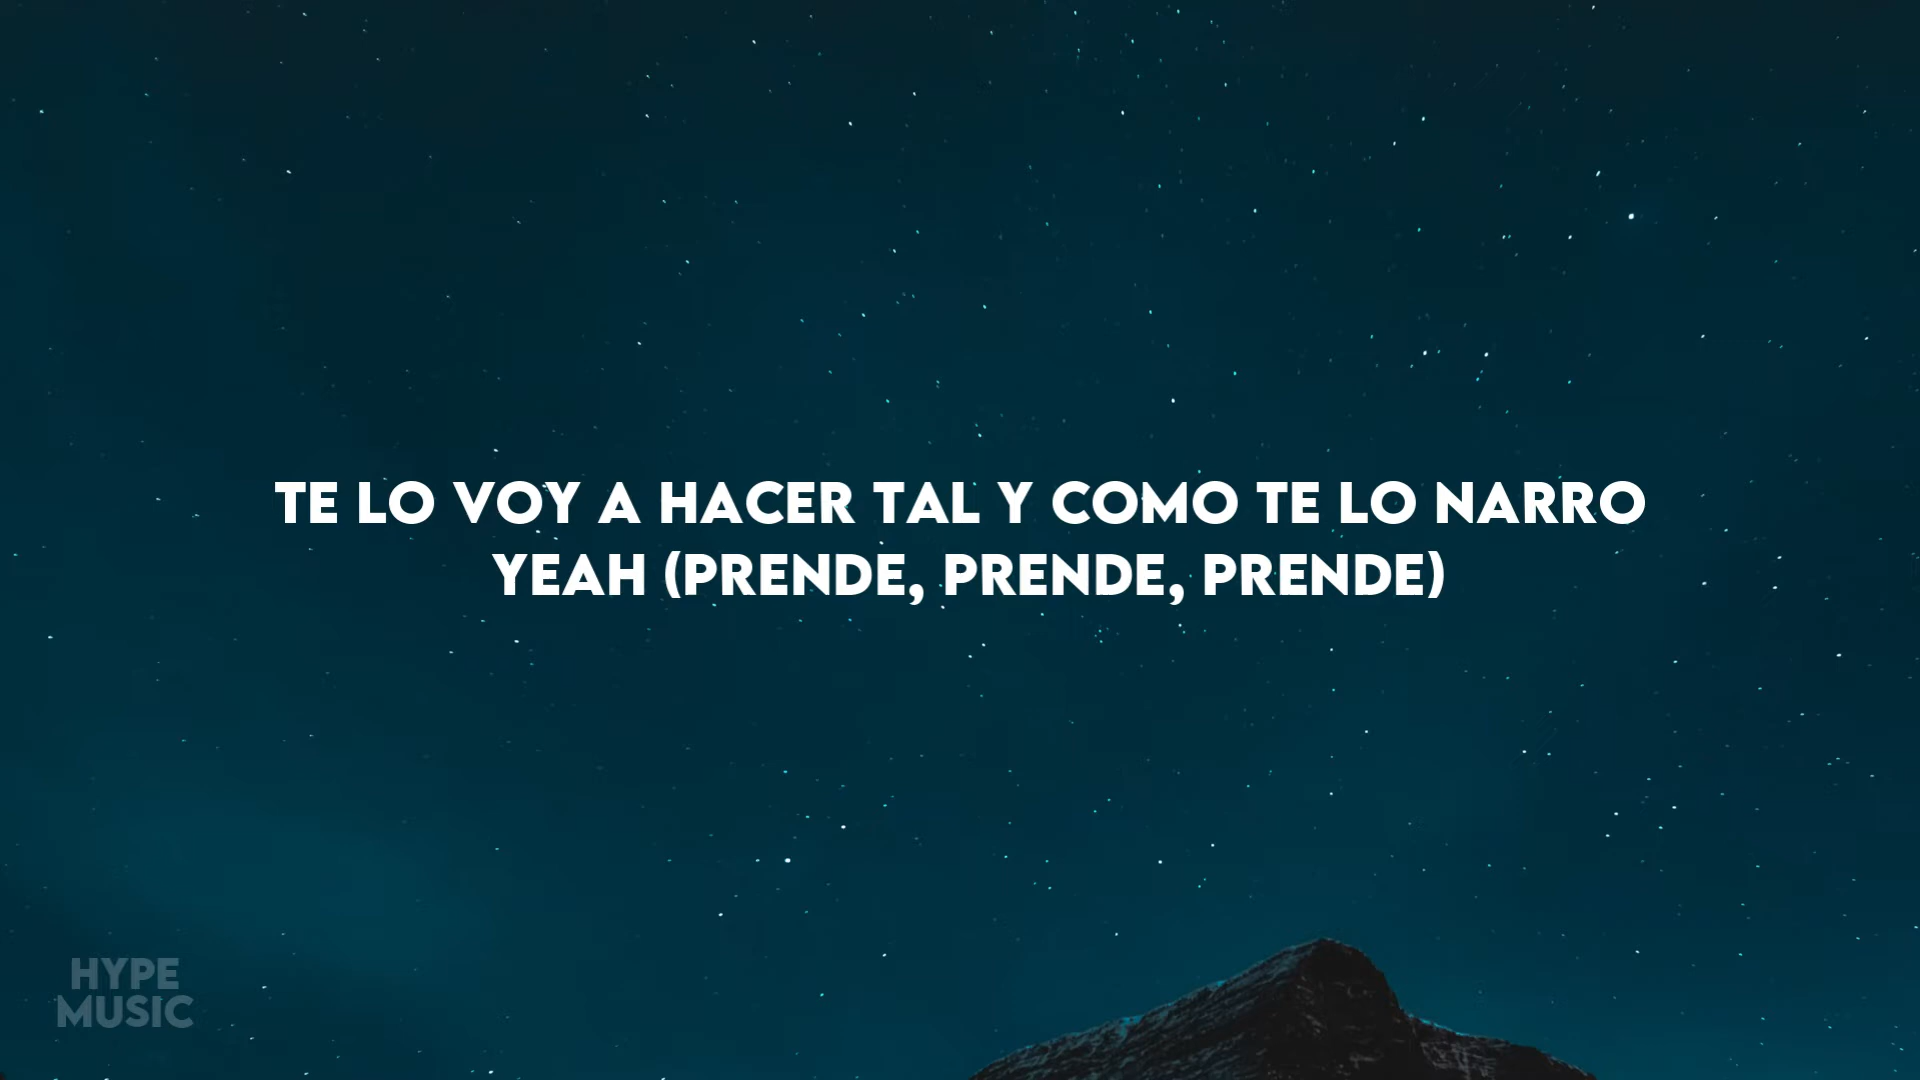 TE LO VOY A HACER TAL Y COMO TE LO NARRO
YEAH (PRENDE, PRENDE, PRENDE)
HYPE
MUSIC